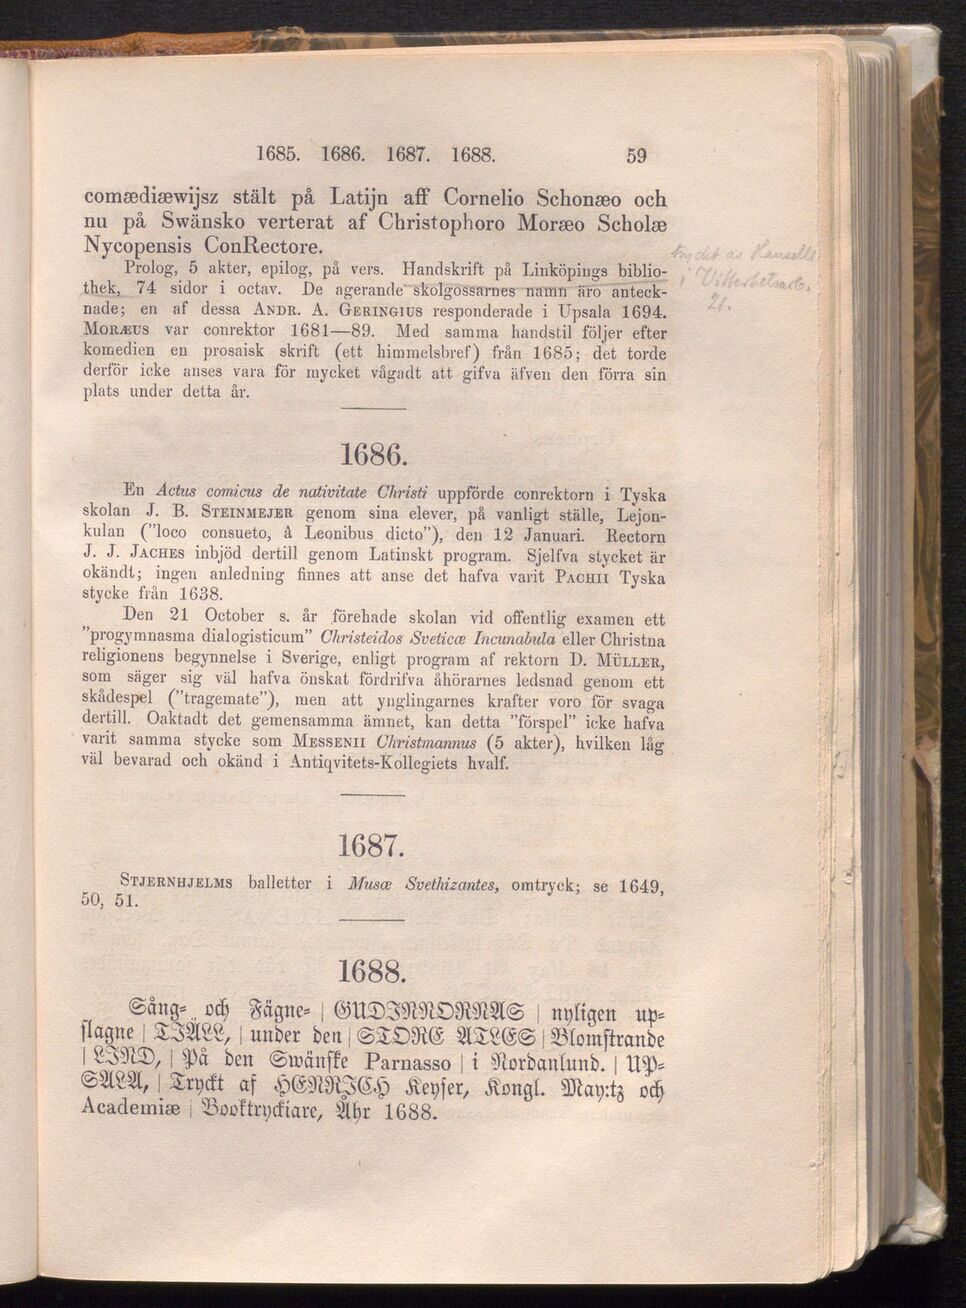 1685. 1686. 1687. 1688. 59
comædiæwijsz stält på Latijn aff Cornelio Schonæo och
nu på Swänsko verterat af Christophoro Moræo Scholæ
Nycopensis ConRectore.
Prolog, 5 akter, epilog, på vers. Handskrift på Linköpings biblio-
thek, 74 sidor i octav. De agerande skolgossarnes namn äro anteck-
nade; en af dessa ANDR. A. GERINGIUS responderade i Upsala 1694.
MORÆUS var conrektor 1681—89. Med samma handstil följer efter
komedien en prosaisk skrift (ett himmelsbref) från 1685; det torde
derför icke anses vara för mycket vågadt att gifva äfven den förra sin
plats under detta år.
tryckt av Hanselli
i Vitterhetsarb.
21.
1686.
En Actus comicus de nativitate Christi uppförde conrektorn i Tyska
skolan J. B. STEINMEJER genom sina elever, på vanligt ställe, Lejon-
kulan (”loco consueto, à Leonibus dicto”), den 12 Januari. Rectorn
J. J. JACHES inbjöd dertill genom Latinskt program. Sjelfva stycket är
okändt; ingen anledning finnes att anse det hafva varit PACHII Tyska
stycke från 1638.
Den 21 October s. år förehade skolan vid offentlig examen ett
”progymnasma dialogisticum” Christeidos Sveticæ Incunabula eller Christna
religionens begynnelse i Sverige, enligt program af rektorn D. MÜLLER,
som säger sig väl hafva önskat fördrifva åhörarnes ledsnad genom ett
skådespel (”tragemate”), men att ynglingarnes krafter voro för svaga
dertill. Oaktadt det gemensamma ämnet, kan detta ”förspel” icke hafva
varit samma stycke som MESSENII Christmannus (5 akter), hvilken låg
väl bevarad och okänd i Antiqvitets-Kollegiets hvalf.
1687.
STJERNHJELMS balletter i Musæ Svethizantes, omtryck; se 1649,
50, 51.
1688.
Sång- och Fägne- | GUDINNORNAS | nyligen up-
slagne | TIÄLL, | under den | STORE ATLES | Blomstrande
| LIND, | På den Swänske Parnasso | i Nordanlund. | UP-
SALA, | Tryckt af HENRICH Keyser, Kongl. May:tz och
Academiæ | Booktryckiare, Åhr 1688.